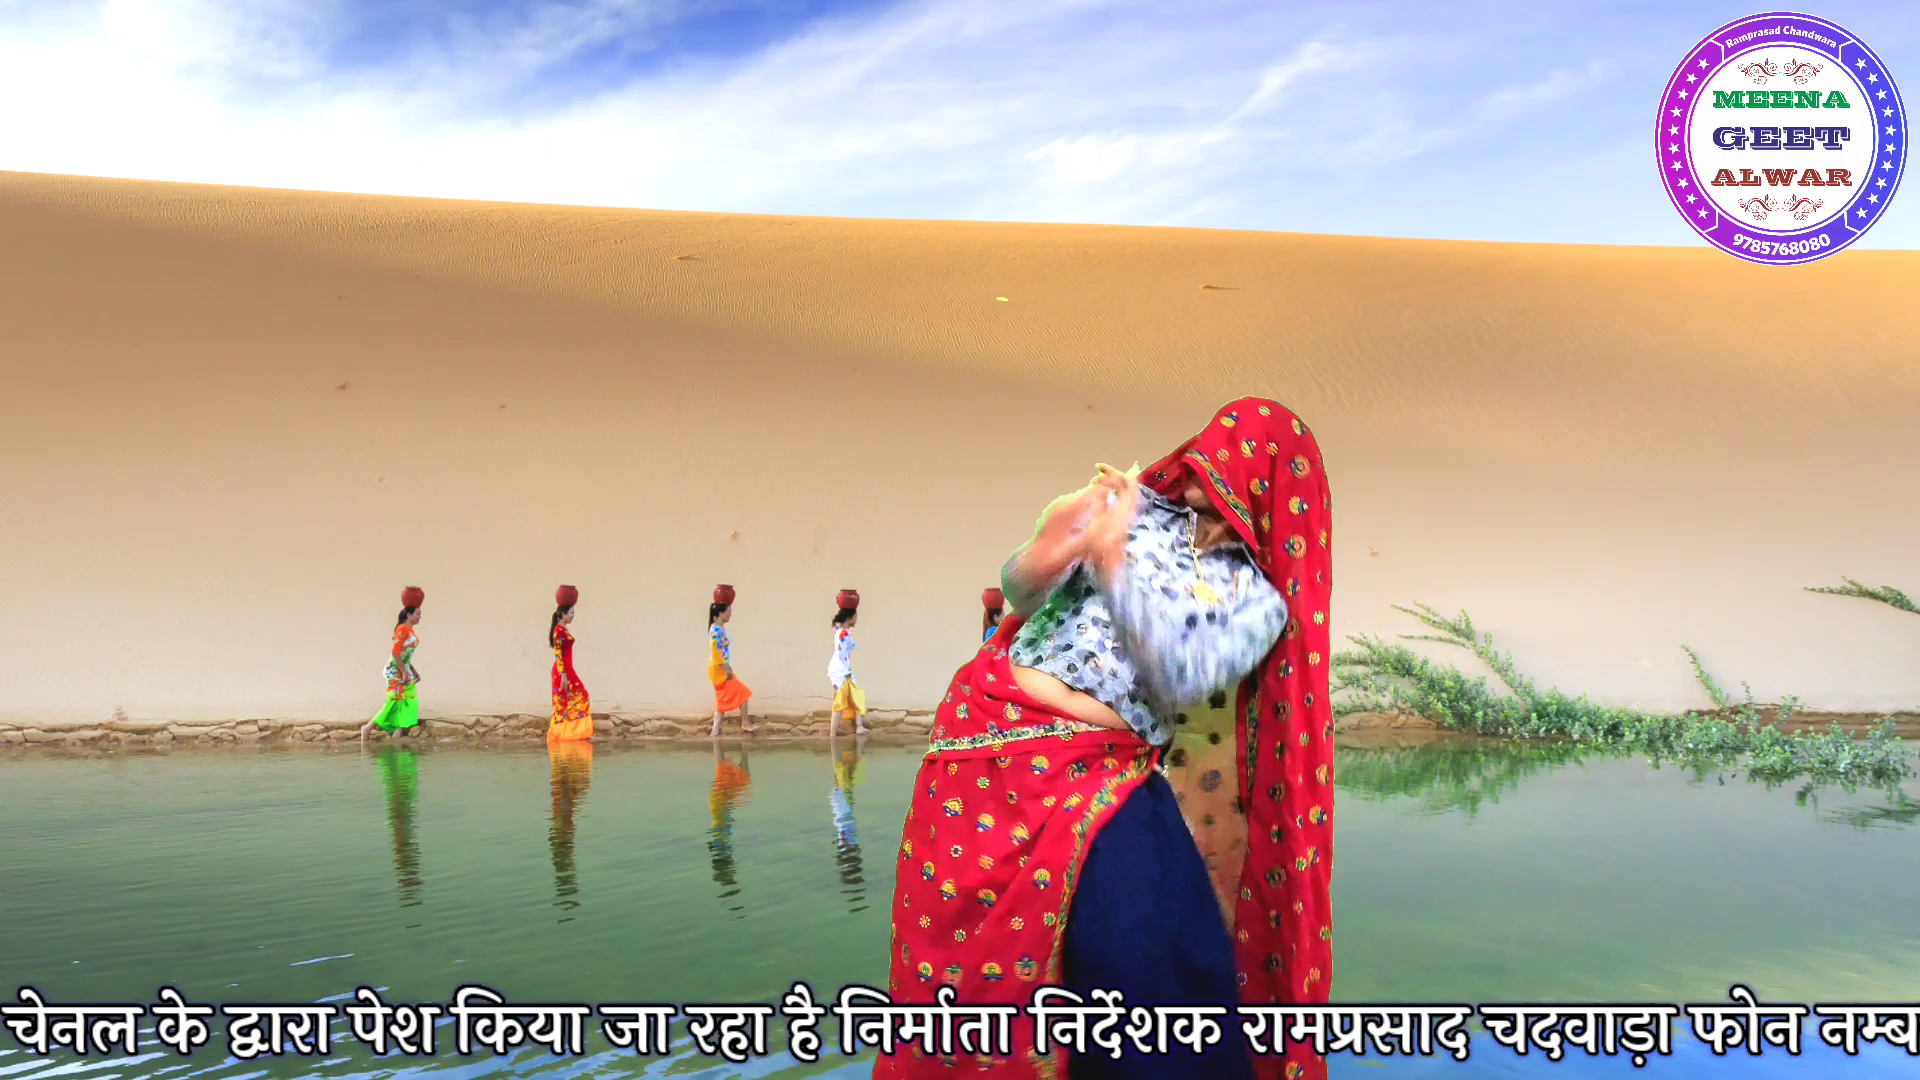 Ramprasad Chandwara
MEENA
GEET
ALWAR
9785768080
चेनल के द्वारा पेश किया जा रहा है निर्माता निर्देशक रामप्रसाद चदवाड़ा फोन नम्ब